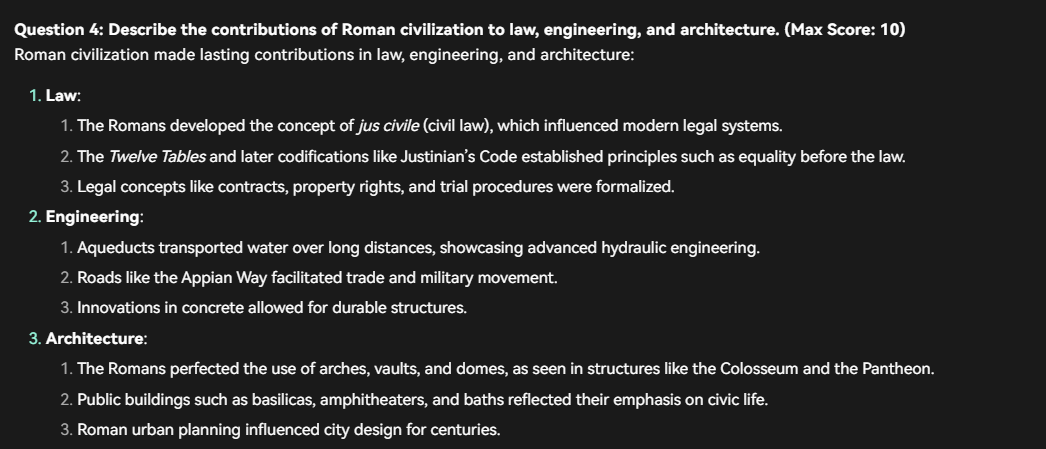 Question 4: Describe the contributions of Roman civilization to law, engineering, and architecture. (Max Score: 10)
Roman civilization made lasting contributions in law, engineering, and architecture:
1. Law:
1. The Romans developed the concept of jus civile (civil law), which influenced modern legal systems.
2. The Twelve Tables and later codifications like Justinian’s Code established principles such as equality before the law.
3. Legal concepts like contracts, property rights, and trial procedures were formalized.
2. Engineering:
1. Aqueducts transported water over long distances, showcasing advanced hydraulic engineering.
2. Roads like the Appian Way facilitated trade and military movement.
3. Innovations in concrete allowed for durable structures.
3. Architecture:
1. The Romans perfected the use of arches, vaults, and domes, as seen in structures like the Colosseum and the Pantheon.
2. Public buildings such as basilicas, amphitheaters, and baths reflected their emphasis on civic life.
3. Roman urban planning influenced city design for centuries.